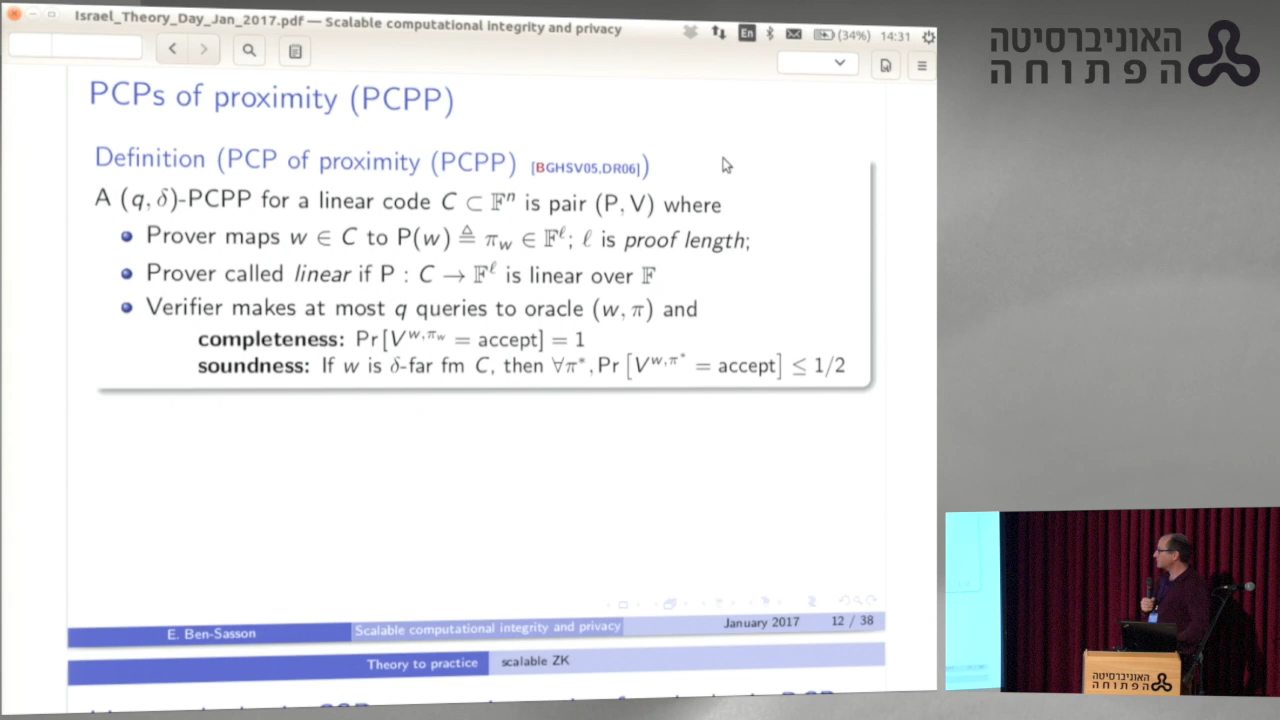 Israel_Theory_Day_Jan_2017.pdf — Scalable computational integrity and privacy
En (34%) 14:31
האוניברסיטה
הפתוחה
PCPs of proximity (PCPP)
Definition (PCP of proximity (PCPP) [BGHSV05,DR06])
A (q, δ)-PCPP for a linear code C ⊂ 𝔽ⁿ is pair (P, V) where
Prover maps w ∈ C to P(w) ≜ π_w ∈ 𝔽^ℓ; ℓ is proof length;
Prover called linear if P : C → 𝔽^ℓ is linear over 𝔽
Verifier makes at most q queries to oracle (w, π) and
completeness: Pr[V^{w,π_w} = accept] = 1
soundness: If w is δ-far fm C, then ∀π*, Pr [V^{w,π*} = accept] ≤ 1/2
E. Ben-Sasson Scalable computational integrity and privacy January 2017 12 / 38
Theory to practice scalable ZK
האוניברסיטה
הפתוחה